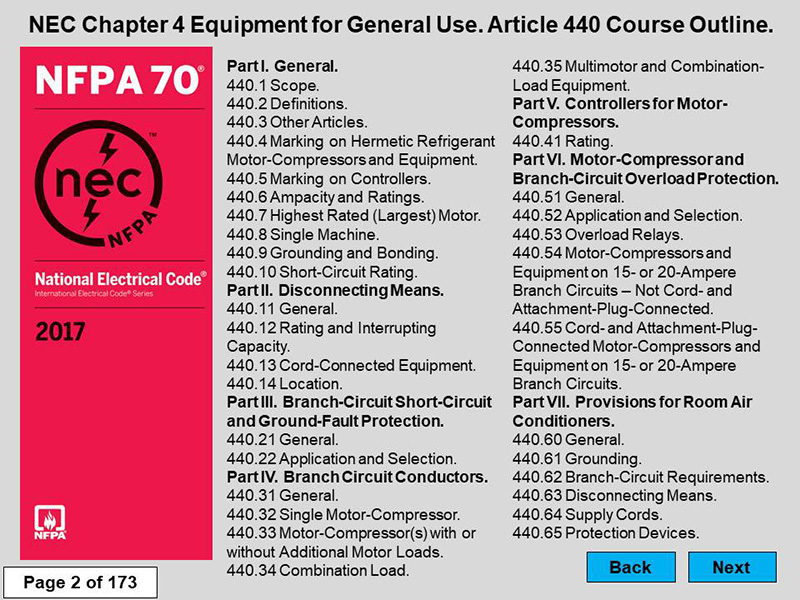 NEC Chapter 4 Equipment for General Use. Article 440 Course Outline.
NFPA 70®
nec
™
NFPA
National Electrical Code®
International Electrical Code® Series
2017
NFPA®
Part I. General.
440.1 Scope.
440.2 Definitions.
440.3 Other Articles.
440.4 Marking on Hermetic Refrigerant
Motor-Compressors and Equipment.
440.5 Marking on Controllers.
440.6 Ampacity and Ratings.
440.7 Highest Rated (Largest) Motor.
440.8 Single Machine.
440.9 Grounding and Bonding.
440.10 Short-Circuit Rating.
Part II. Disconnecting Means.
440.11 General.
440.12 Rating and Interrupting
Capacity.
440.13 Cord-Connected Equipment.
440.14 Location.
Part III. Branch-Circuit Short-Circuit
and Ground-Fault Protection.
440.21 General.
440.22 Application and Selection.
Part IV. Branch Circuit Conductors.
440.31 General.
440.32 Single Motor-Compressor.
440.33 Motor-Compressor(s) with or
without Additional Motor Loads.
440.34 Combination Load.
440.35 Multimotor and Combination-
Load Equipment.
Part V. Controllers for Motor-
Compressors.
440.41 Rating.
Part VI. Motor-Compressor and
Branch-Circuit Overload Protection.
440.51 General.
440.52 Application and Selection.
440.53 Overload Relays.
440.54 Motor-Compressors and
Equipment on 15- or 20-Ampere
Branch Circuits – Not Cord- and
Attachment-Plug-Connected.
440.55 Cord- and Attachment-Plug-
Connected Motor-Compressors and
Equipment on 15- or 20-Ampere
Branch Circuits.
Part VII. Provisions for Room Air
Conditioners.
440.60 General.
440.61 Grounding.
440.62 Branch-Circuit Requirements.
440.63 Disconnecting Means.
440.64 Supply Cords.
440.65 Protection Devices.
Page 2 of 173
Back
Next